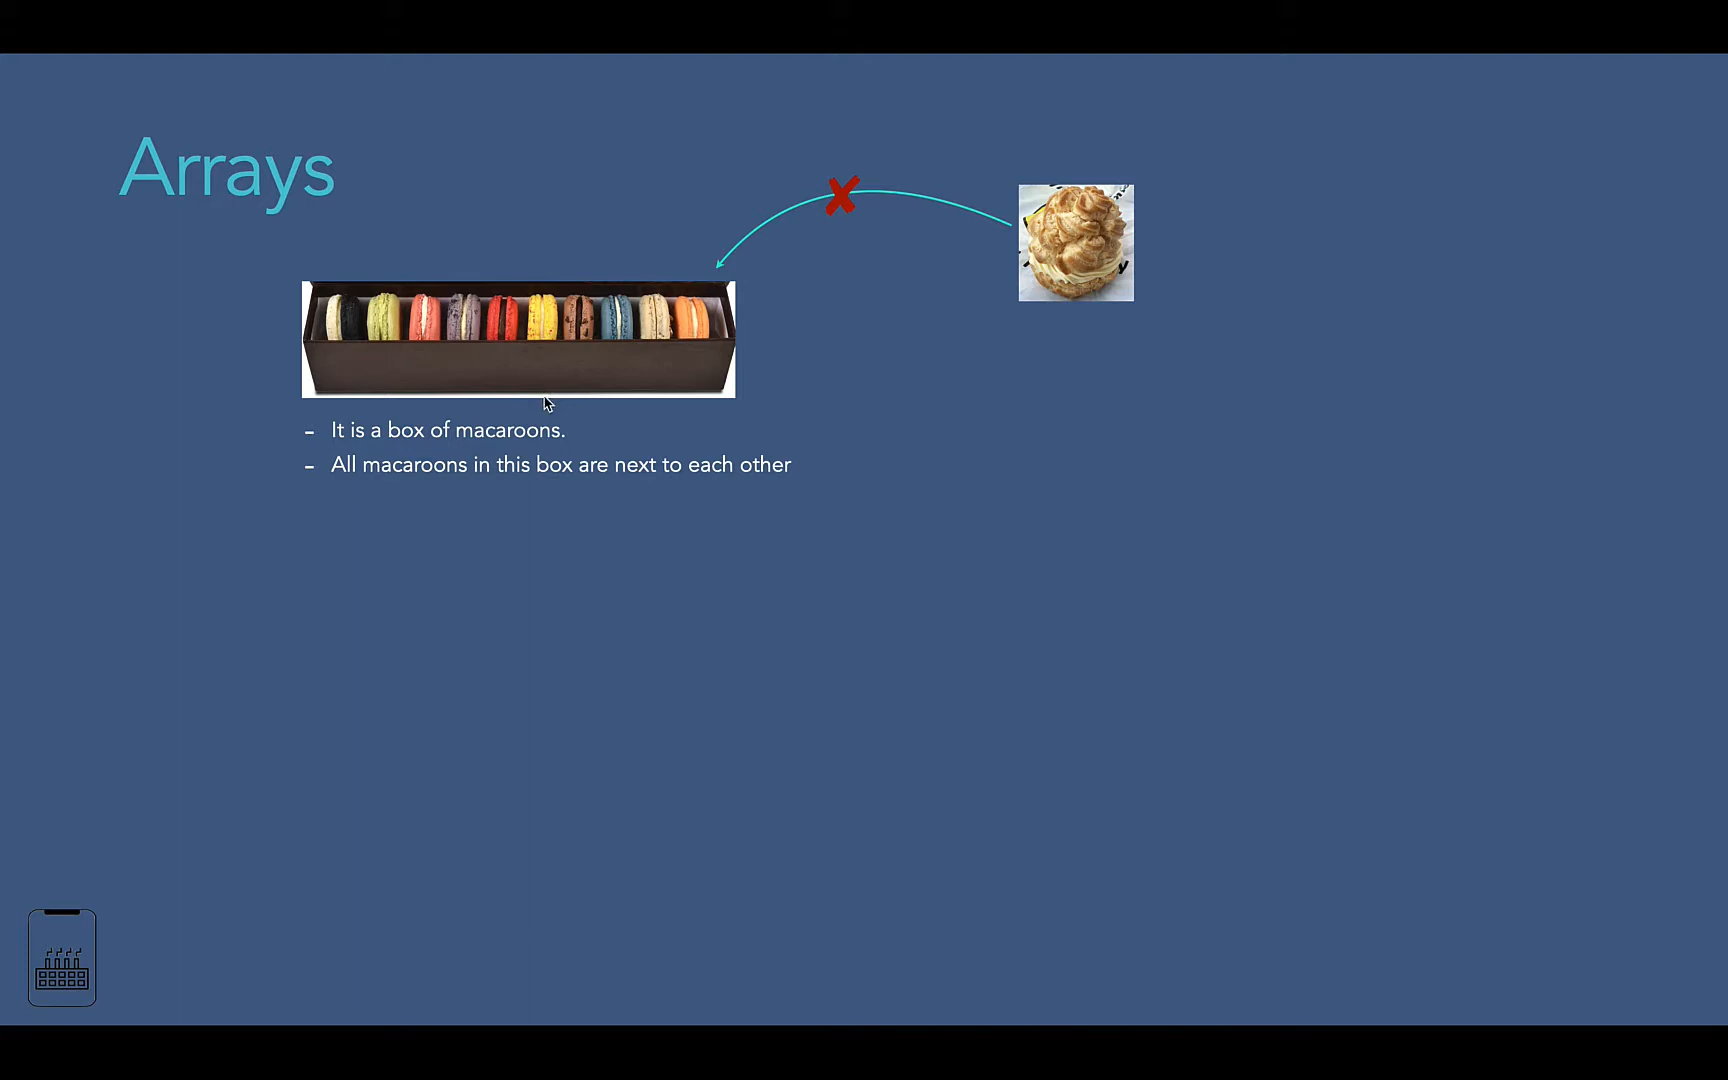 Arrays
- It is a box of macaroons.
- All macaroons in this box are next to each other